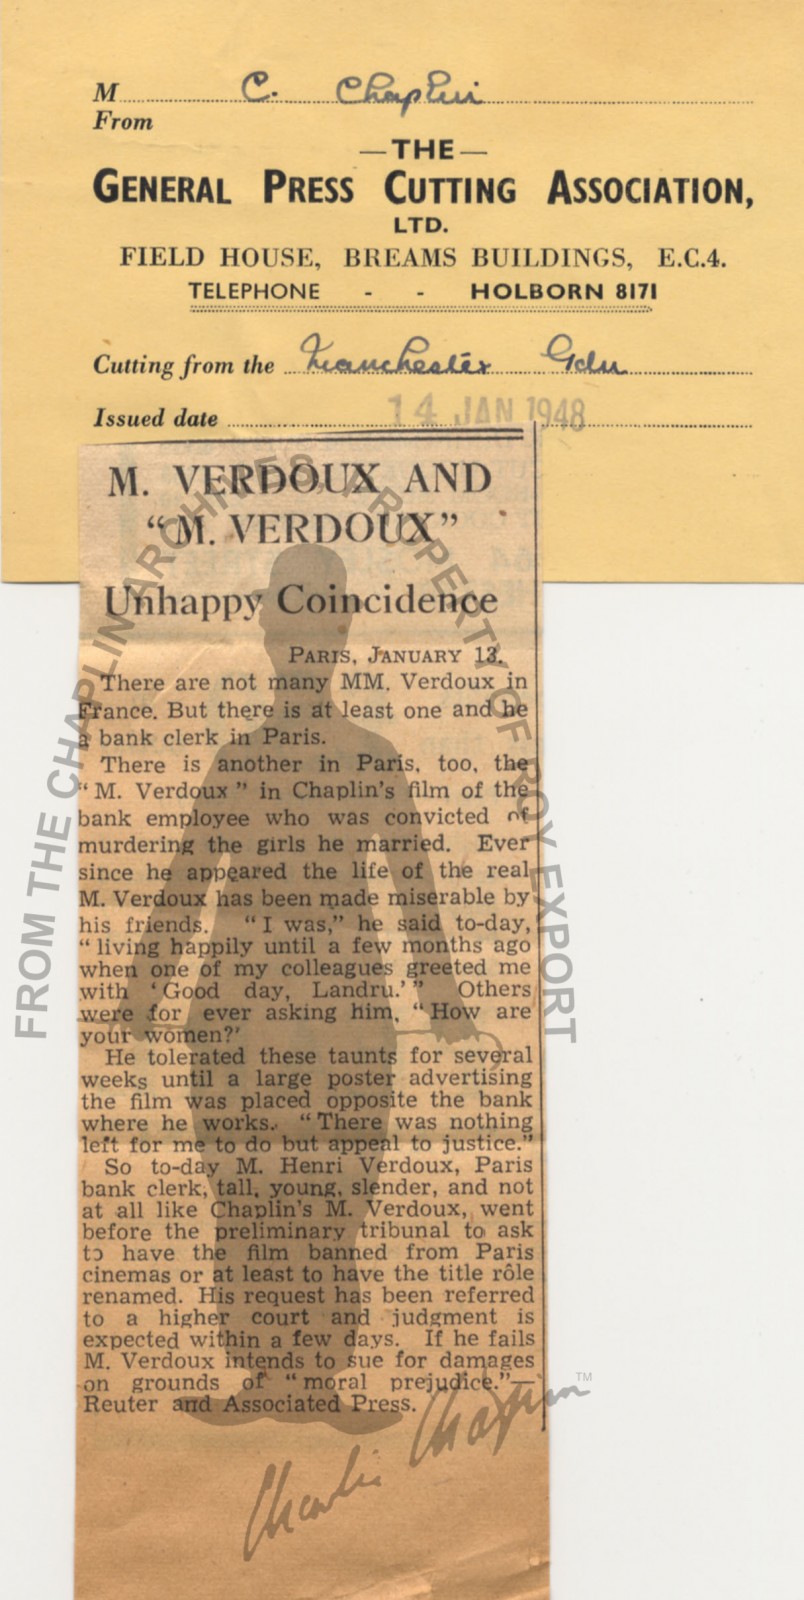 M C. Chaplin
From
—THE—
GENERAL PRESS CUTTING ASSOCIATION,
LTD.
FIELD HOUSE, BREAMS BUILDINGS, E.C.4.
TELEPHONE - - HOLBORN 8171
Cutting from the Manchester Gdn
Issued date 14 JAN 1948
M. VERDOUX AND
“M. VERDOUX”
Unhappy Coincidence
PARIS, JANUARY 13.
There are not many MM. Verdoux in
France. But there is at least one and he
a bank clerk in Paris.
There is another in Paris, too, the
“M. Verdoux” in Chaplin's film of the
bank employee who was convicted of
murdering the girls he married. Ever
since he appeared the life of the real
M. Verdoux has been made miserable by
his friends. “I was,” he said to-day,
“living happily until a few months ago
when one of my colleagues greeted me
with ‘Good day, Landru.’” Others
were for ever asking him, “How are
your women?’
He tolerated these taunts for several
weeks until a large poster advertising
the film was placed opposite the bank
where he works. “There was nothing
left for me to do but appeal to justice.”
So to-day M. Henri Verdoux, Paris
bank clerk, tall, young, slender, and not
at all like Chaplin's M. Verdoux, went
before the preliminary tribunal to ask
to have the film banned from Paris
cinemas or at least to have the title rôle
renamed. His request has been referred
to a higher court and judgment is
expected within a few days. If he fails
M. Verdoux intends to sue for damages
on grounds of “moral prejudice.”—
Reuter and Associated Press.
FROM THE CHAPLIN ARCHIVES, PROPERTY OF ROY EXPORT
Charlie Chaplin TM